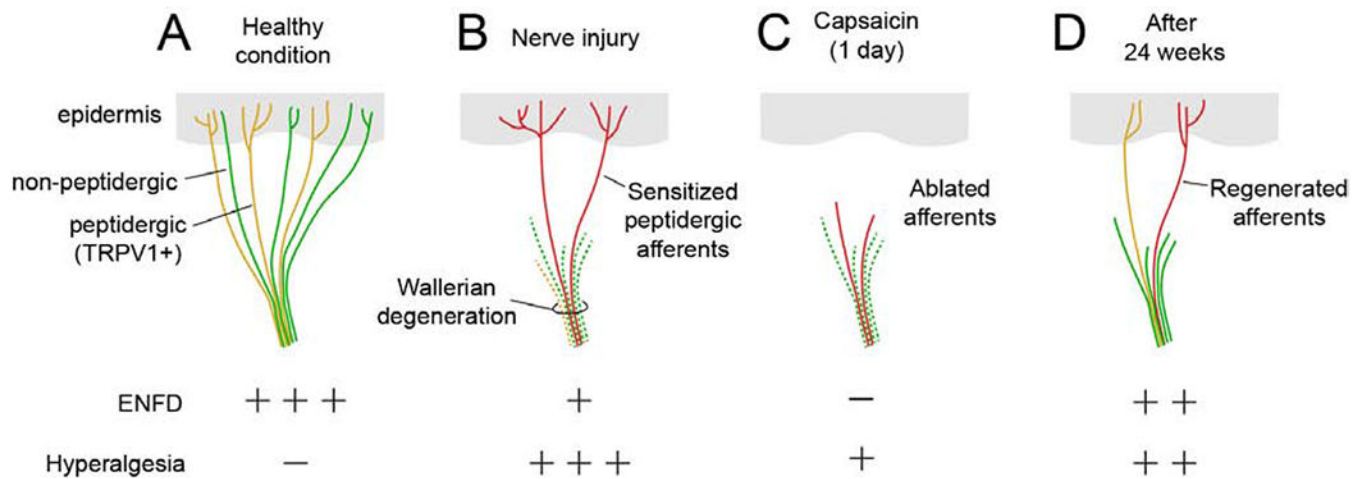 A
Healthy
condition
B
Nerve injury
C
Capsaicin
(1 day)
D
After
24 weeks
epidermis
non-peptidergic
peptidergic
(TRPV1+)
Sensitized
peptidergic
afferents
Wallerian
degeneration
Ablated
afferents
Regenerated
afferents
ENFD + + + + − + +
Hyperalgesia − + + + + + +